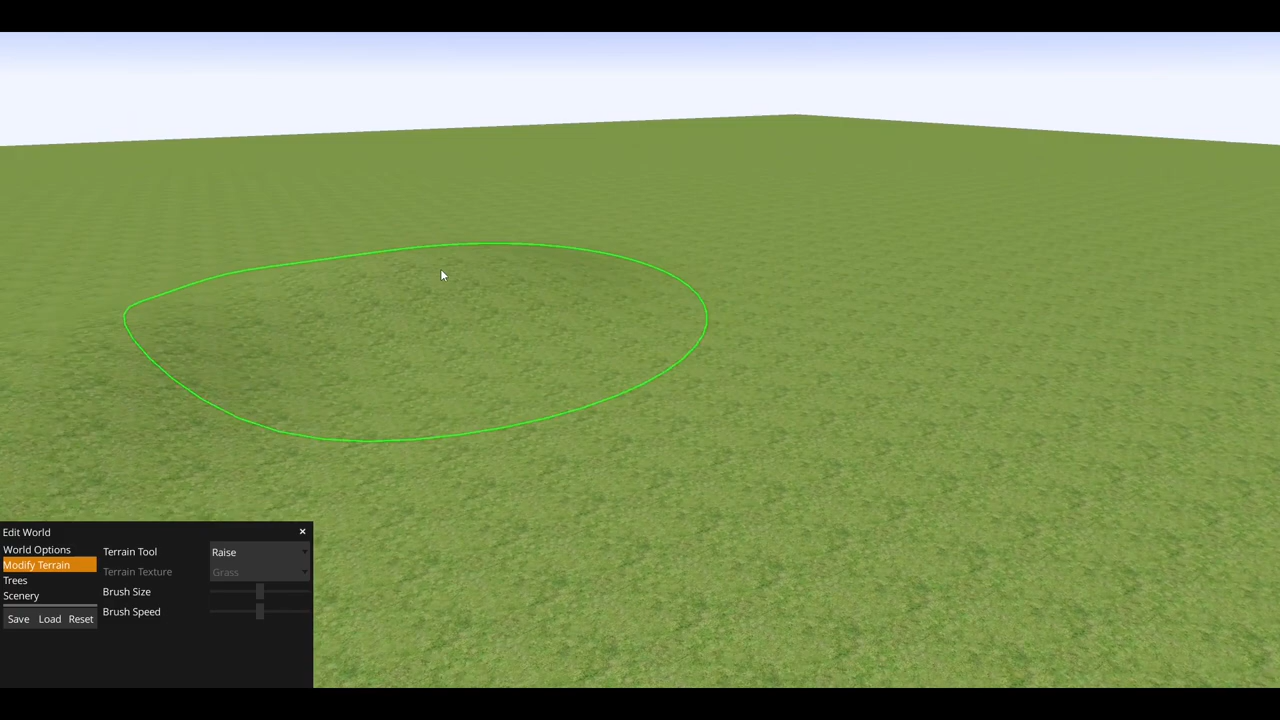 Edit World
World Options
Modify Terrain
Trees
Scenery
Save Load Reset
Terrain Tool Raise
Terrain Texture Grass
Brush Size
Brush Speed